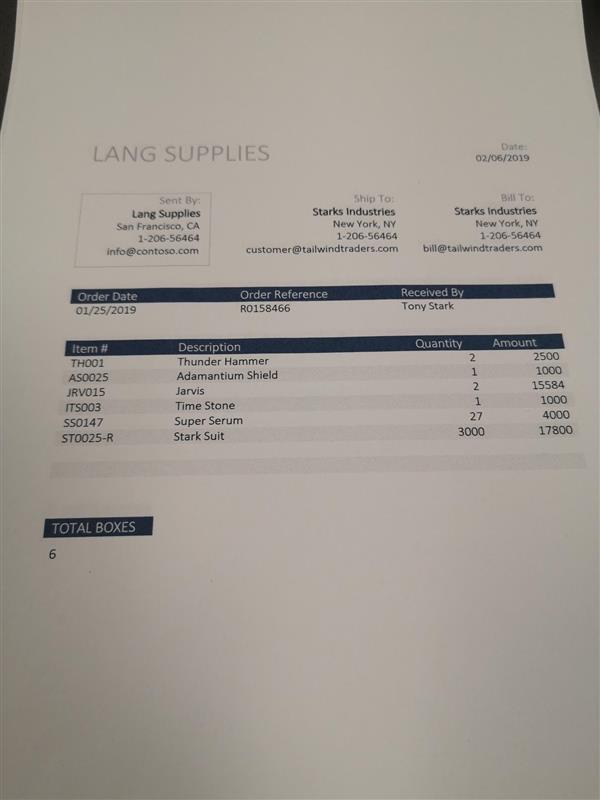 LANG SUPPLIES
Date:
02/06/2019
Sent By:
Lang Supplies
San Francisco, CA
1-206-56464
info@contoso.com
Ship To:
Starks Industries
New York, NY
1-206-56464
customer@tailwindtraders.com
Bill To:
Starks Industries
New York, NY
1-206-56464
bill@tailwindtraders.com
Order Date Order Reference Received By
01/25/2019 R0158466 Tony Stark
Item # Description Quantity Amount
TH001 Thunder Hammer 2 2500
AS0025 Adamantium Shield 1 1000
JRV015 Jarvis 2 15584
ITS003 Time Stone 1 1000
SS0147 Super Serum 27 4000
ST0025-R Stark Suit 3000 17800
TOTAL BOXES
6